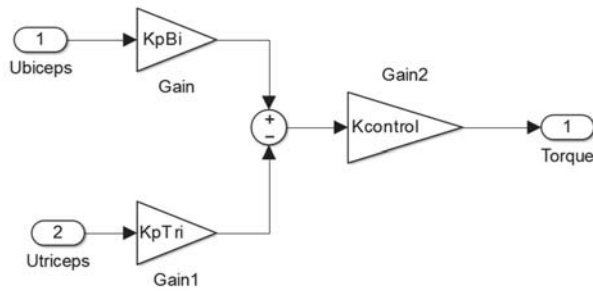 1
KpBi
Ubiceps
Gain
Gain2
+
−
Kcontrol
1
Torque
2
KpTri
Utriceps
Gain1